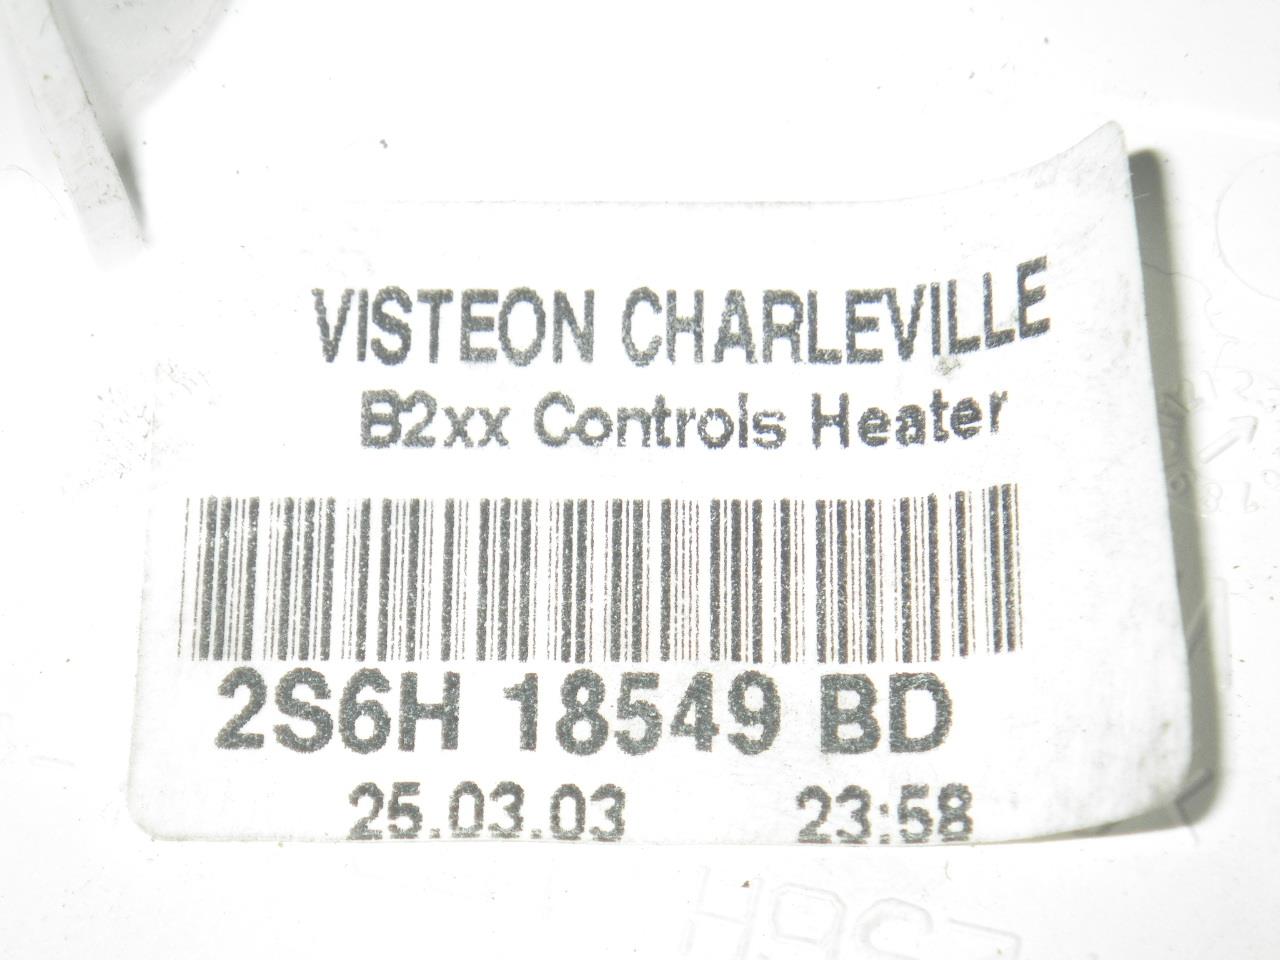 VISTEON CHARLEVILLE
B2xx Controls Heater
2S6H 18549 BD
25.03.03 23:58